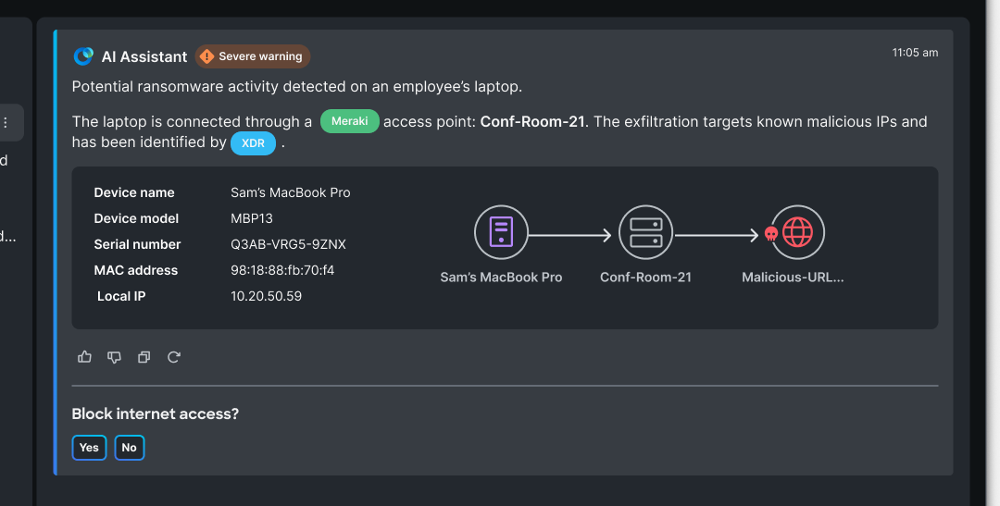 AI Assistant Severe warning 11:05 am
Potential ransomware activity detected on an employee’s laptop.
The laptop is connected through a Meraki access point: Conf-Room-21. The exfiltration targets known malicious IPs and
has been identified by XDR .
d
d...
Device name Sam’s MacBook Pro
Device model MBP13
Serial number Q3AB-VRG5-9ZNX
MAC address 98:18:88:fb:70:f4
Local IP 10.20.50.59
Sam’s MacBook Pro Conf-Room-21 Malicious-URL...
Block internet access?
Yes No